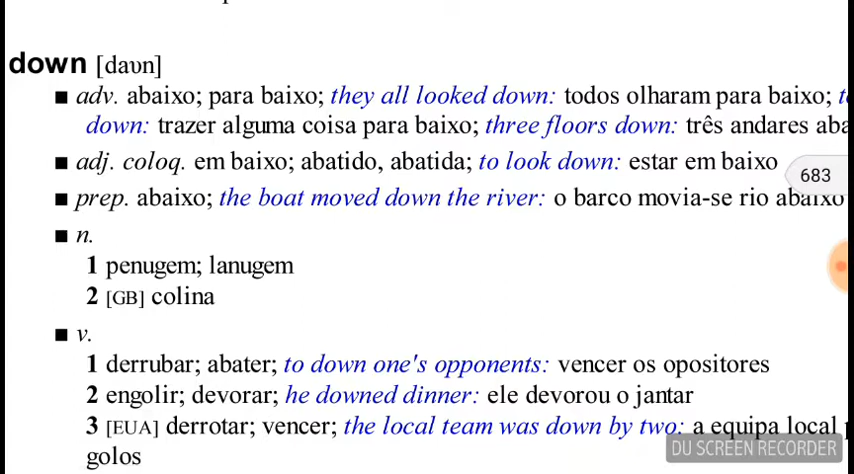 down [daʊn]
■ adv. abaixo; para baixo; they all looked down: todos olharam para baixo;
down: trazer alguma coisa para baixo; three floors down: três andares
■ adj. coloq. em baixo; abatido, abatida; to look down: estar em baixo
683
■ prep. abaixo; the boat moved down the river: o barco movia-se rio abaixo
■ n.
1 penugem; lanugem
2 [GB] colina
■ v.
1 derrubar; abater; to down one's opponents: vencer os opositores
2 engolir; devorar; he downed dinner: ele devorou o jantar
3 [EUA] derrotar; vencer; the local team was down by two: a equipa local
golos
DU SCREEN RECORDER